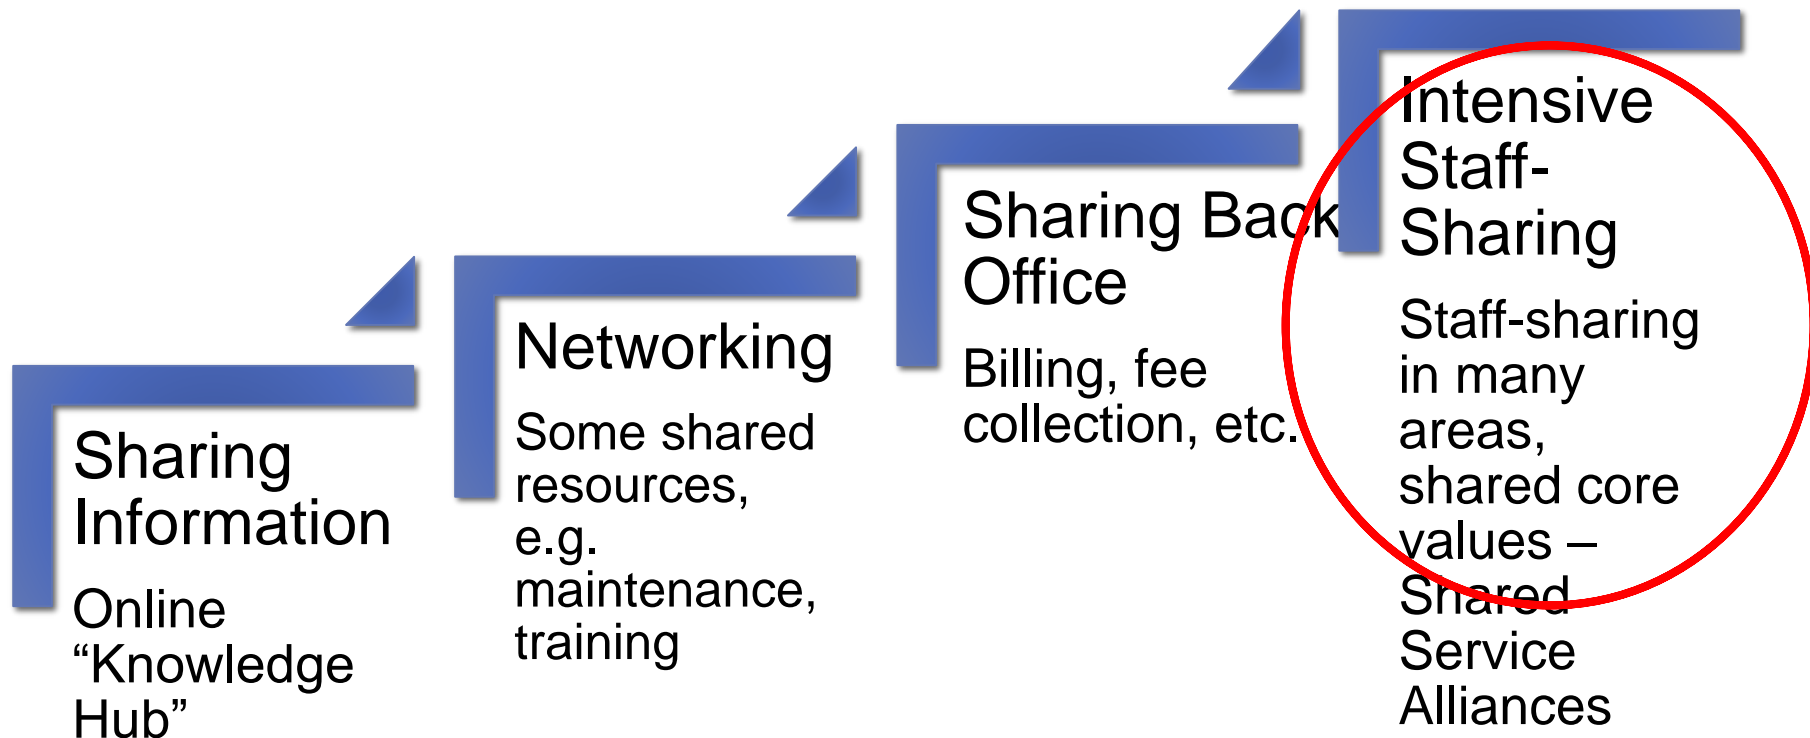 Sharing
Information
Online
“Knowledge
Hub”
Networking
Some shared
resources,
e.g.
maintenance,
training
Sharing Back
Office
Billing, fee
collection, etc.
Intensive
Staff-
Sharing
Staff-sharing
in many
areas,
shared core
values –
Shared
Service
Alliances